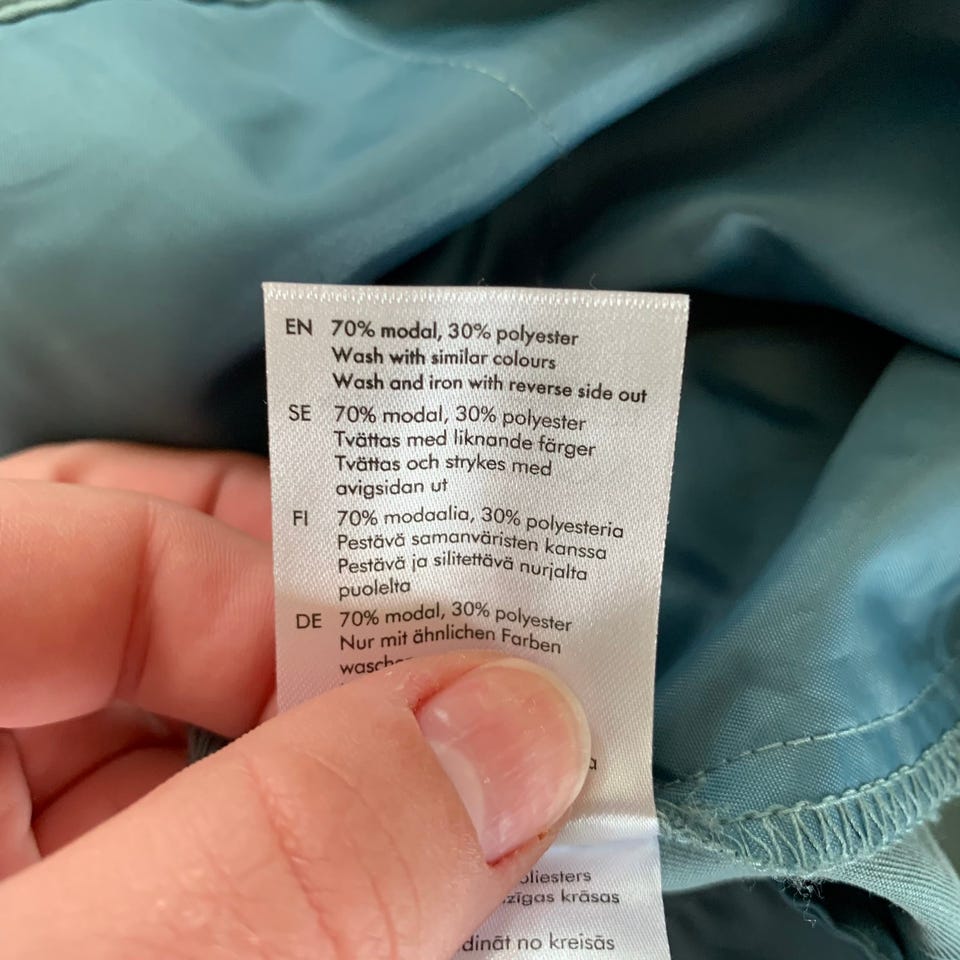 EN 70% modal, 30% polyester
Wash with similar colours
Wash and iron with reverse side out
SE 70% modal, 30% polyester
Tvättas med liknande färger
Tvättas och strykes med
avigsidan ut
FI 70% modaalia, 30% polyesteria
Pestävä samanväristen kanssa
Pestävä ja silitettävä nurjalta
puolelta
DE 70% modal, 30% polyester
Nur mit ähnlichen Farben
no kreisās
krāsas